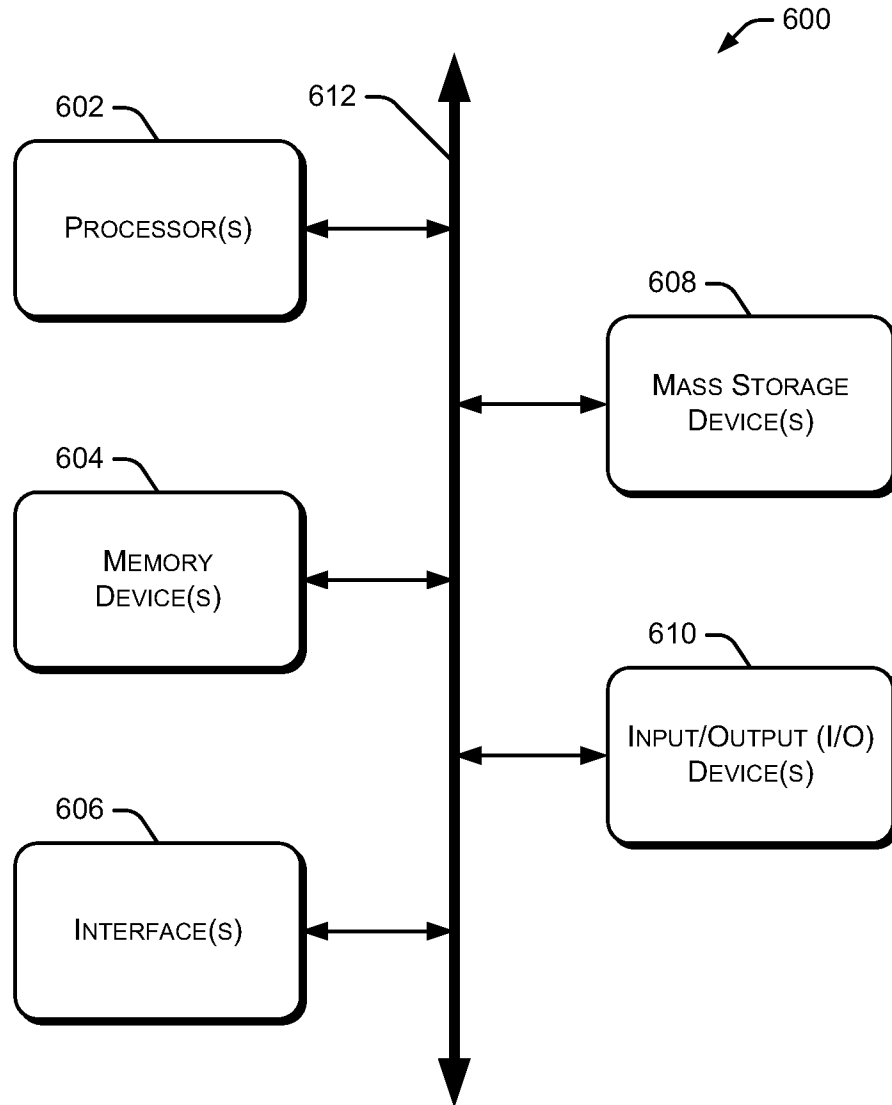 600
602
612
PROCESSOR(S)
608
MASS STORAGE
DEVICE(S)
604
MEMORY
DEVICE(S)
610
INPUT/OUTPUT (I/O)
DEVICE(S)
606
INTERFACE(S)